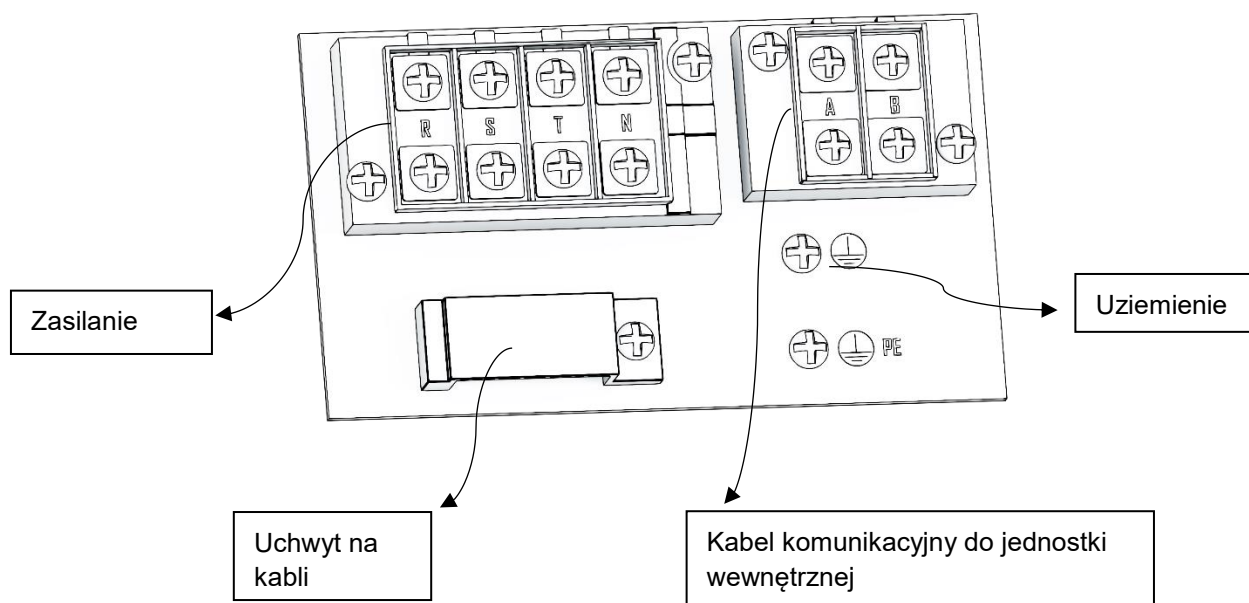 R S T N
A B
Zasilanie
Uziemienie
PE
Uchwyt na
kabli
Kabel komunikacyjny do jednostki
wewnętrznej